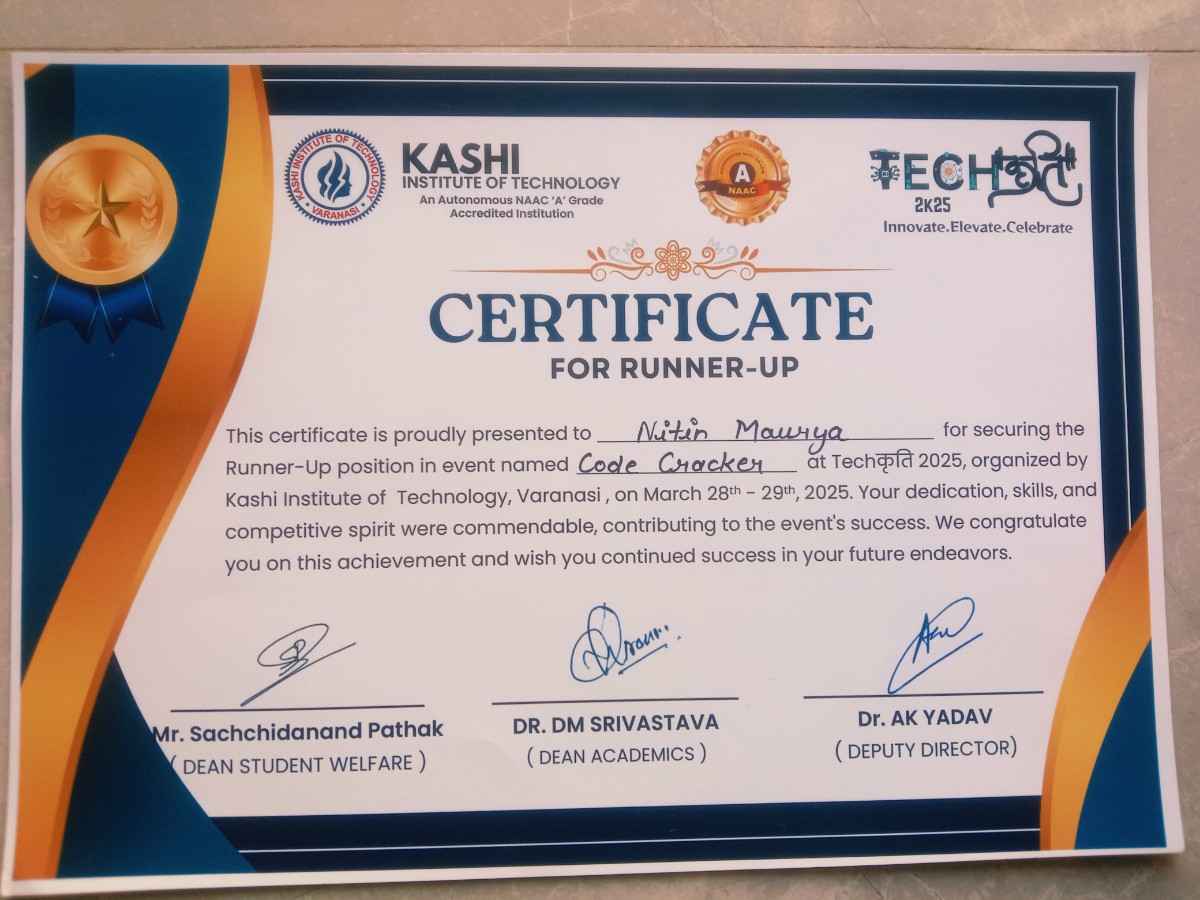 KASHI INSTITUTE OF TECHNOLOGY
VARANASI
KASHI
INSTITUTE OF TECHNOLOGY
An Autonomous NAAC 'A' Grade
Accredited Institution
A
NAAC
TECHकृति
2K25
Innovate.Elevate.Celebrate
CERTIFICATE
FOR RUNNER-UP
This certificate is proudly presented to Nitin Maurya for securing the
Runner-Up position in event named Code Cracker at Techकृति 2025, organized by
Kashi Institute of Technology, Varanasi , on March 28th - 29th, 2025. Your dedication, skills, and
competitive spirit were commendable, contributing to the event's success. We congratulate
you on this achievement and wish you continued success in your future endeavors.
Mr. Sachchidanand Pathak
( DEAN STUDENT WELFARE )
DR. DM SRIVASTAVA
( DEAN ACADEMICS )
Dr. AK YADAV
( DEPUTY DIRECTOR)